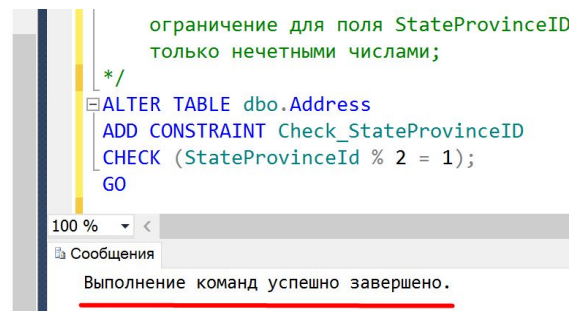 ограничение для поля StateProvinceID
только нечетными числами;
*/
ALTER TABLE dbo.Address
ADD CONSTRAINT Check_StateProvinceID
CHECK (StateProvinceId % 2 = 1);
GO
100 %
Сообщения
Выполнение команд успешно завершено.